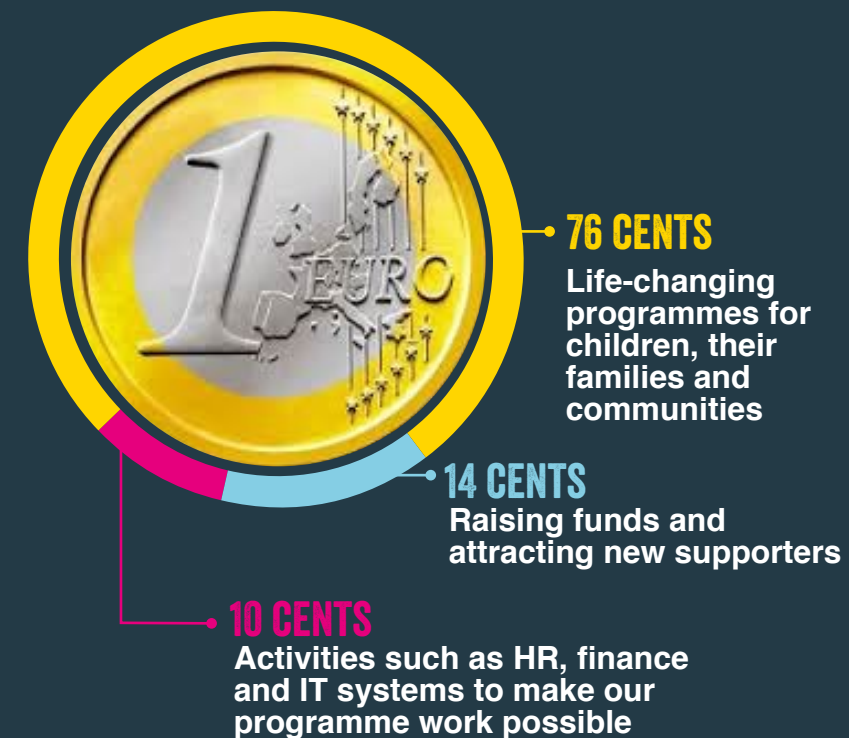 1
EURO
76 CENTS
Life-changing
programmes for
children, their
families and
communities
14 CENTS
Raising funds and
attracting new supporters
10 CENTS
Activities such as HR, finance
and IT systems to make our
programme work possible